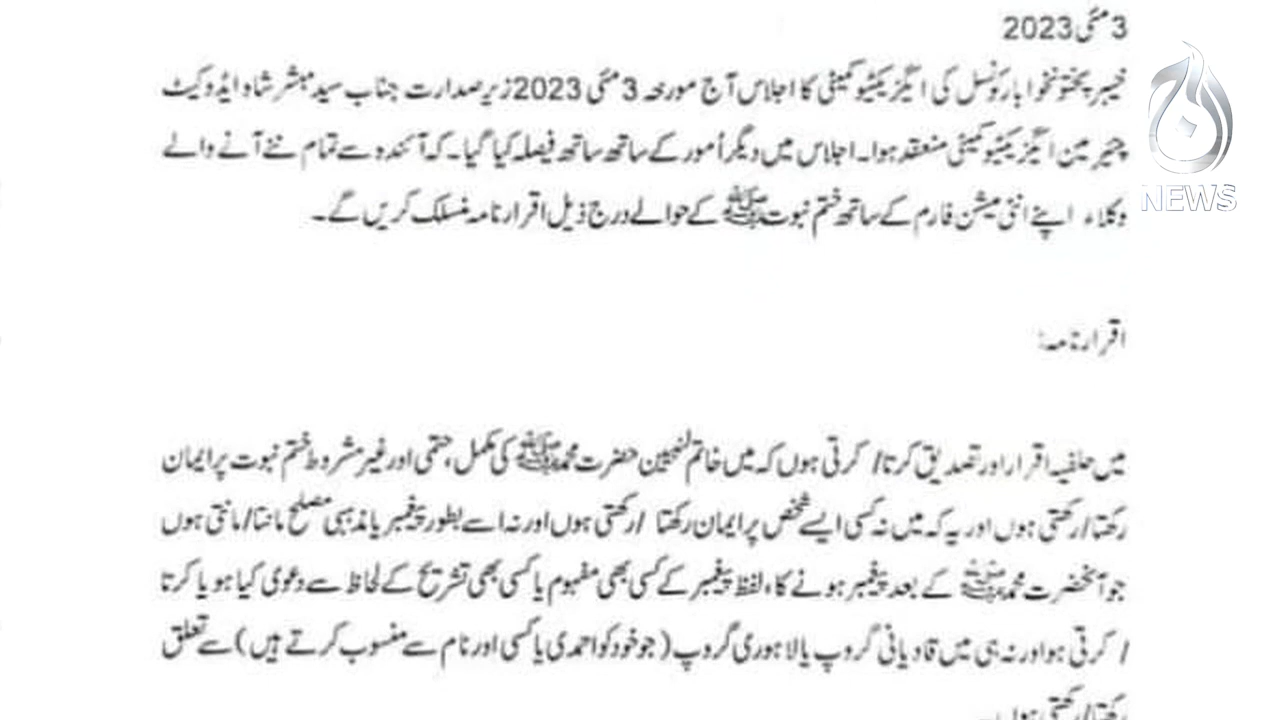 3 مئی 2023
خیبر پختونخوا بار کونسل کی ایگزیکٹیو کمیٹی کا اجلاس آج مورخہ 3 مئی 2023 زیر صدارت جناب سید مبشر شاہ ایڈوکیٹ
چیئرمین ایگزیکٹیو کمیٹی منعقد ہوا۔ اجلاس میں دیگر اُمور کے ساتھ ساتھ فیصلہ کیا گیا۔ کہ آئندہ سے تمام نئے آنے والے
وکلاء اپنے انٹی میشن فارم کے ساتھ ختم نبوت ﷺ کے حوالے درج ذیل اقرار نامہ منسلک کریں گے۔
اقرار نامہ:
میں حلفیہ اقرار اور تصدیق کرتا/ کرتی ہوں کہ میں خاتم النبیین حضرت محمد ﷺ کی مکمل، حتمی اور غیر مشروط ختم نبوت پر ایمان
رکھتا/رکھتی ہوں اور یہ کہ میں نہ کسی ایسے شخص پر ایمان رکھتا /رکھتی ہوں اور نہ اسے بطور پیغمبر یا مذہبی مصلح مانتا/مانتی ہوں
جو آنحضرت محمد ﷺ کے بعد پیغمبر ہونے کا، لفظ پیغمبر کے کسی بھی مفہوم یا کسی بھی تشریح کے لحاظ سے دعویٰ کیا ہو یا کرتا
/ کرتی ہو اور نہ ہی میں قادیانی گروپ یا لاہوری گروپ ( جو خود کو احمدی یا کسی اور نام سے منسوب کرتے ہیں ) سے تعلق
رکھتا/رکھتی ہوں۔
NEWS